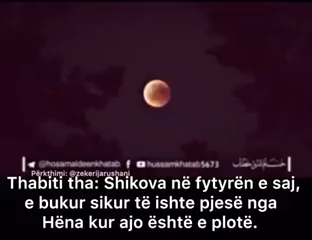 @hosamaldeenkhatab hussamkhatab5673
Përkthimi: @zekerijarushani
Thabiti tha: Shikova në fytyrën e saj,
e bukur sikur të ishte pjesë nga
Hëna kur ajo është e plotë.